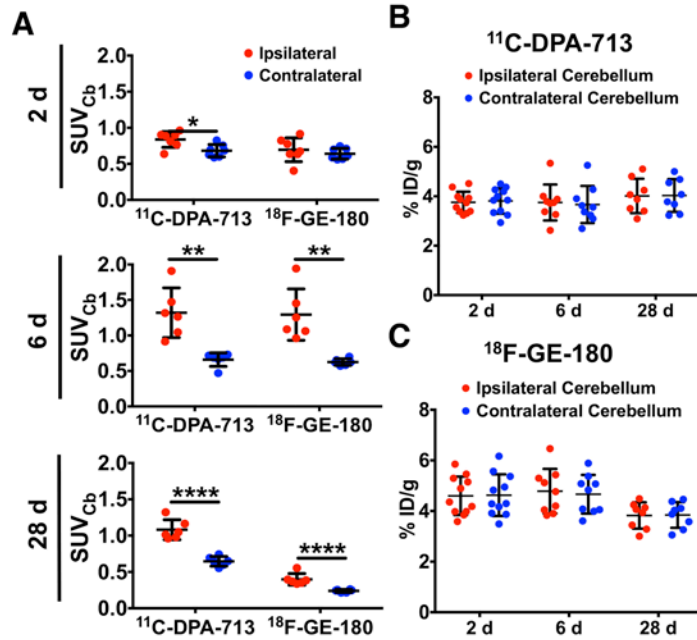 A
2 d
SUVCb
2.0
1.5
1.0
0.5
0.0
Ipsilateral
Contralateral
*
¹¹C-DPA-713 ¹⁸F-GE-180
6 d
SUVCb
2.0
1.5
1.0
0.5
0.0
** **
¹¹C-DPA-713 ¹⁸F-GE-180
28 d
SUVCb
2.0
1.5
1.0
0.5
0.0
****
****
¹¹C-DPA-713 ¹⁸F-GE-180
B
¹¹C-DPA-713
Ipsilateral Cerebellum
Contralateral Cerebellum
% ID/g
8
6
4
2
0
2 d 6 d 28 d
C
¹⁸F-GE-180
Ipsilateral Cerebellum
Contralateral Cerebellum
% ID/g
8
6
4
2
0
2 d 6 d 28 d